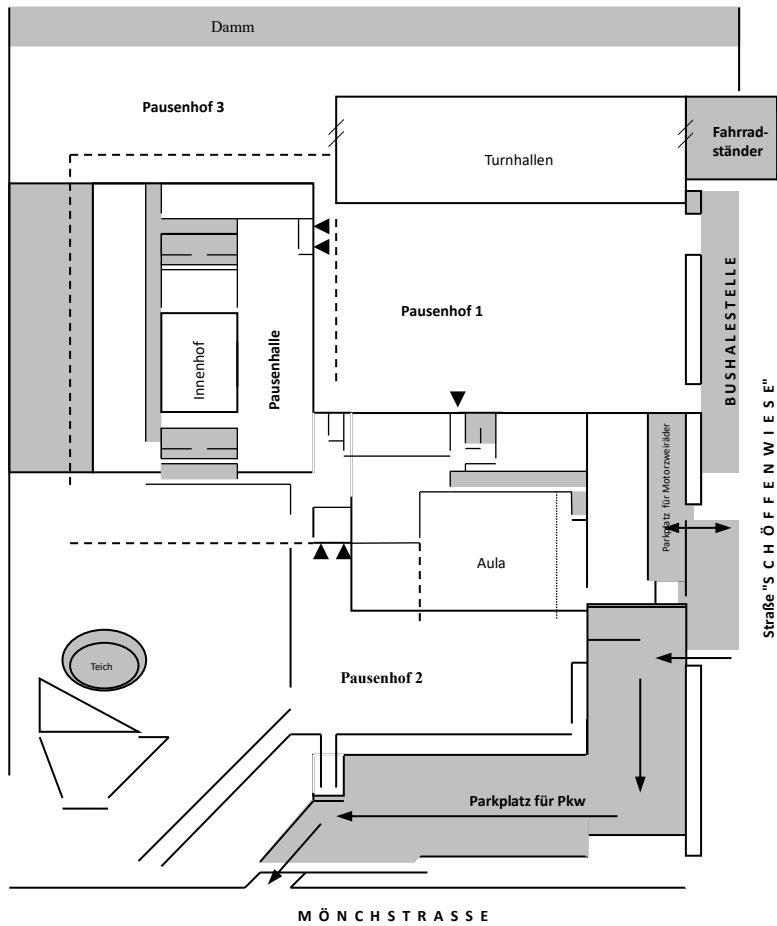 Damm
Pausenhof 3
Fahrrad-
ständer
Turnhallen
Pausenhof 1
BUSHALESTELLE
Innenhof
Pausenhalle
Straße "SCHÖFFENWIESE"
Parkplatz für Motorzweiräder
Aula
Teich
Pausenhof 2
Parkplatz für Pkw
MÖNCHSTRASSE